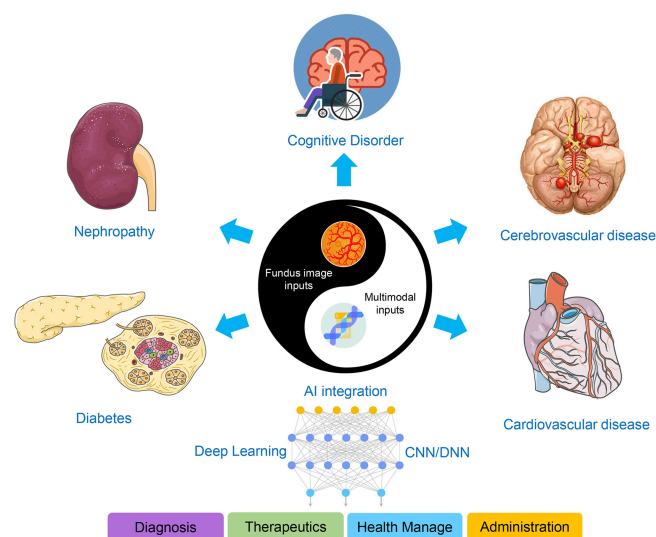 Cognitive Disorder
Nephropathy
Cerebrovascular disease
Fundus image
inputs
Multimodal
inputs
Diabetes
AI integration
Cardiovascular disease
Deep Learning
CNN/DNN
Diagnosis
Therapeutics
Health Manage
Administration